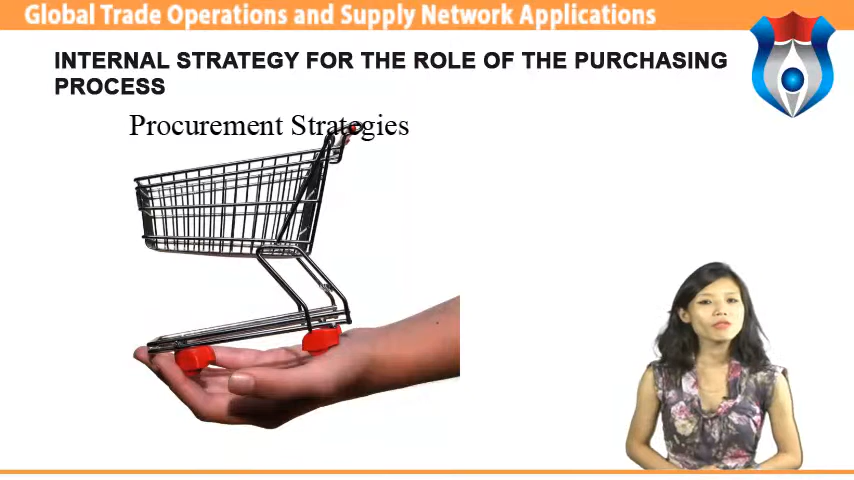 Global Trade Operations and Supply Network Applications
INTERNAL STRATEGY FOR THE ROLE OF THE PURCHASING
PROCESS
Procurement Strategies